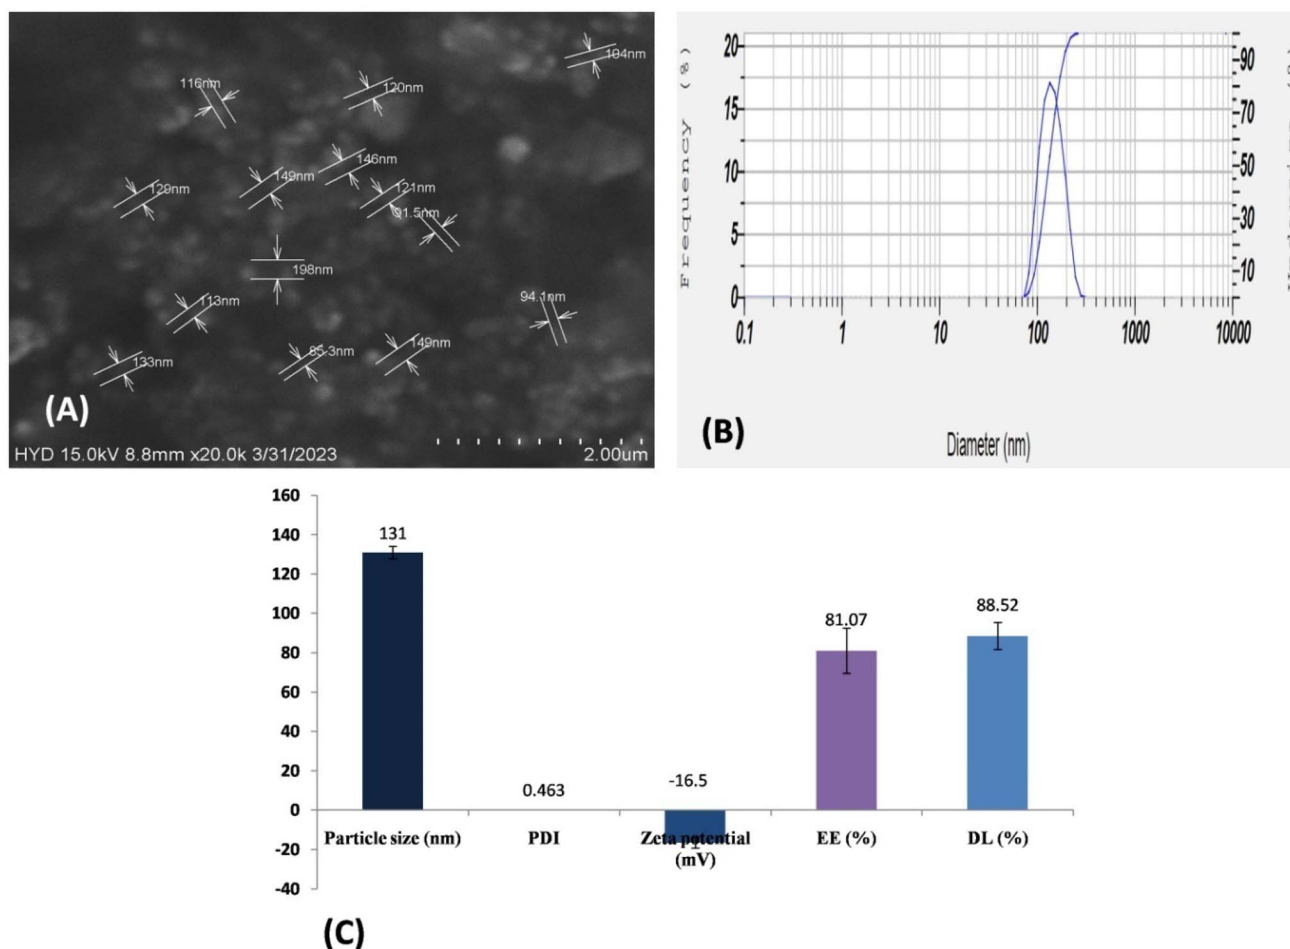 104nm
116nm
120nm
146nm
149nm
129nm
121nm
91.5nm
198nm
94.1nm
113nm
149nm
85.3nm
133nm
(A)
HYD 15.0kV 8.8mm x20.0k 3/31/2023
2.00um
Frequency (%)
20
15
10
5
0
90
70
50
30
10
0.1
1
10
100
1000
10000
(B)
Diameter (nm)
160
140
120
100
80
60
40
20
0
-20
-40
131
0.463
-16.5
81.07
88.52
Particle size (nm)
PDI
Zeta potential
(mV)
EE (%)
DL (%)
(C)